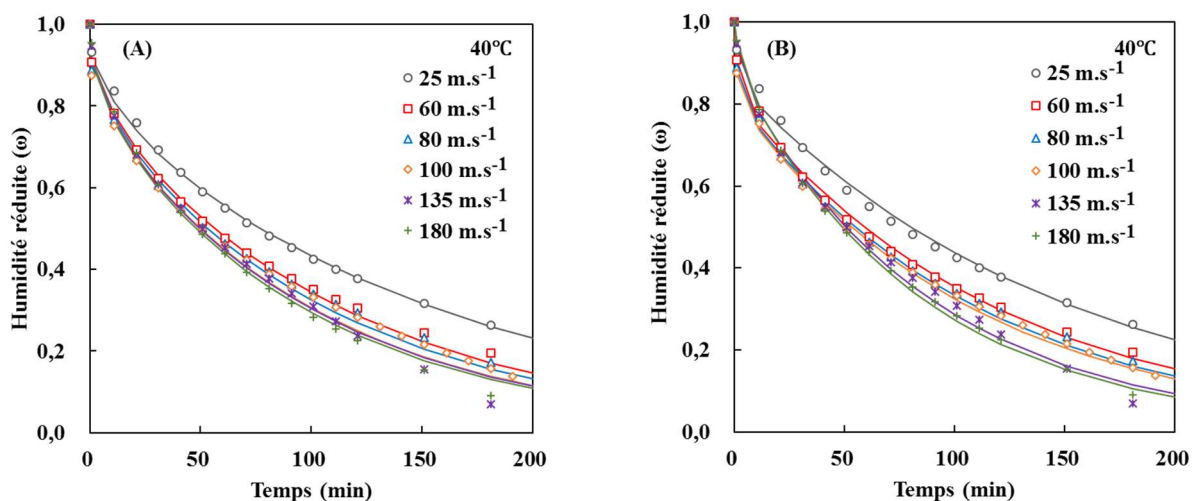 1,0
(A)
40°C
25 m.s-1
60 m.s-1
80 m.s-1
100 m.s-1
135 m.s-1
180 m.s-1
0,8
0,6
0,4
0,2
0,0
Humidité réduite (ω)
0
50
100
150
200
Temps (min)
1,0
(B)
40°C
25 m.s-1
60 m.s-1
80 m.s-1
100 m.s-1
135 m.s-1
180 m.s-1
0,8
0,6
0,4
0,2
0,0
Humidité réduite (ω)
0
50
100
150
200
Temps (min)